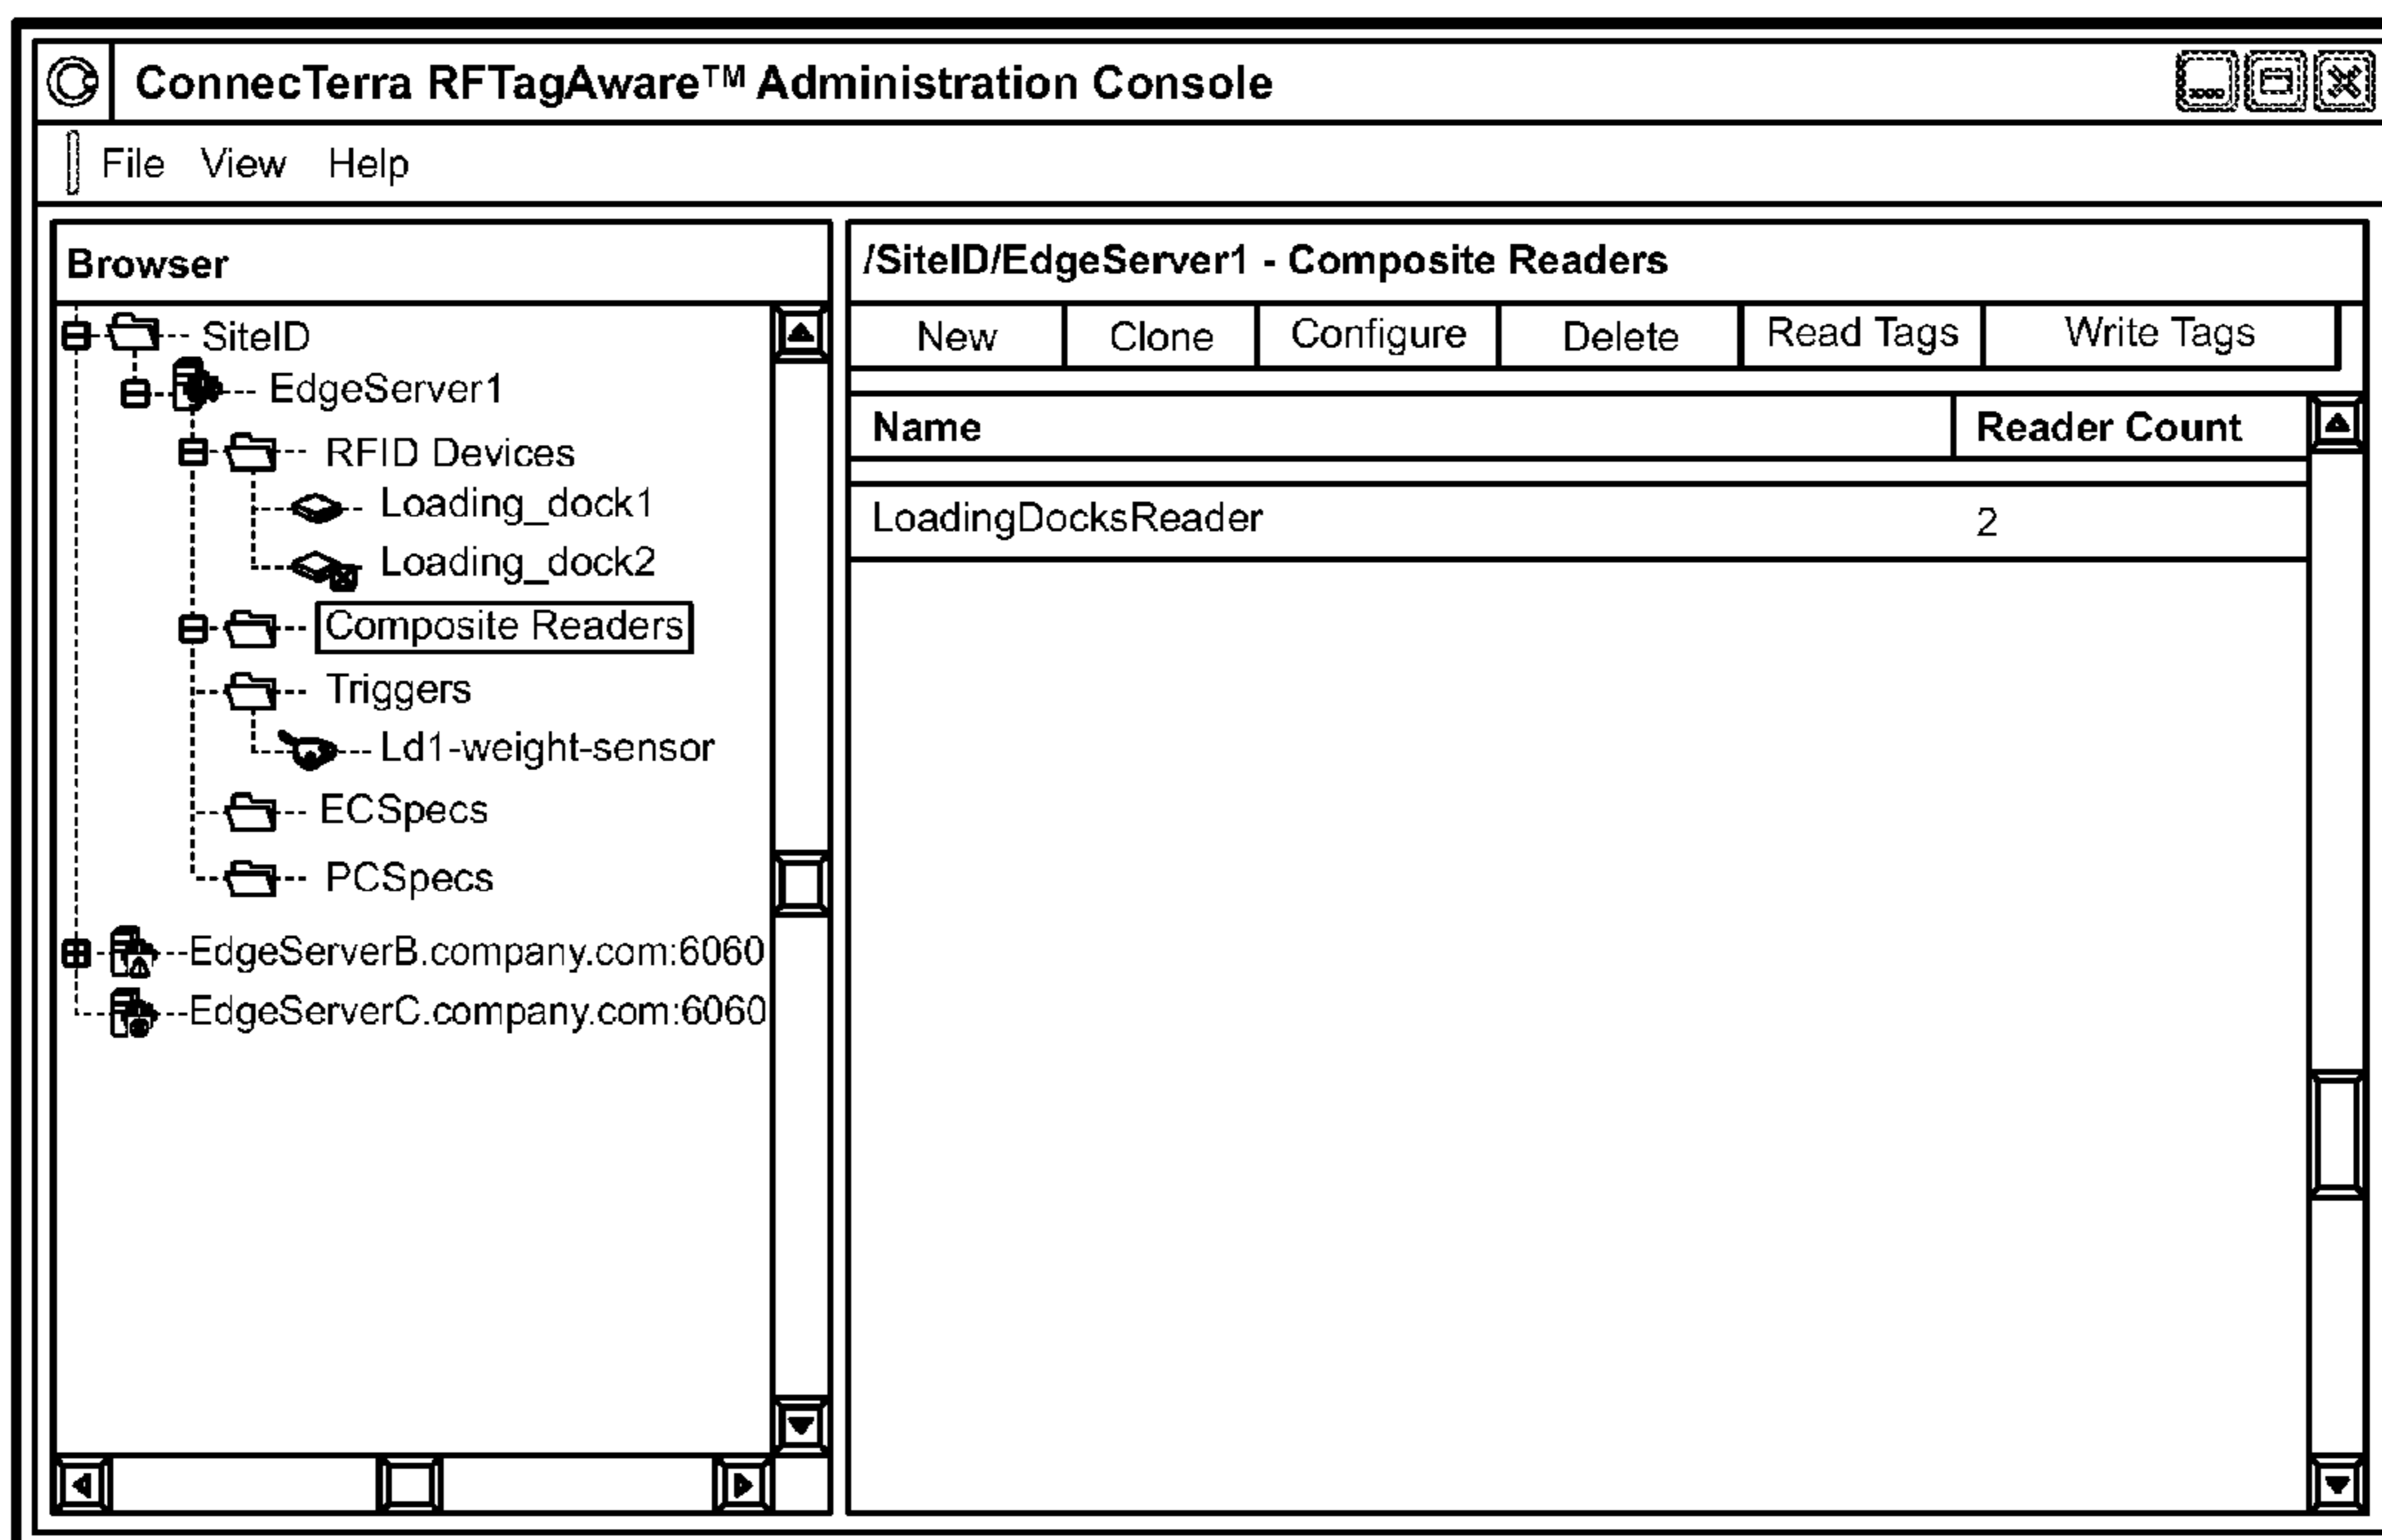 ConnecTerra RFTagAware™ Administration Console
File View Help
Browser
SiteID
EdgeServer1
RFID Devices
Loading_dock1
Loading_dock2
Composite Readers
Triggers
Ld1-weight-sensor
ECSpecs
PCSpecs
EdgeServerB.company.com:6060
EdgeServerC.company.com:6060
/SiteID/EdgeServer1 - Composite Readers
New Clone Configure Delete Read Tags Write Tags
Name Reader Count
LoadingDocksReader 2